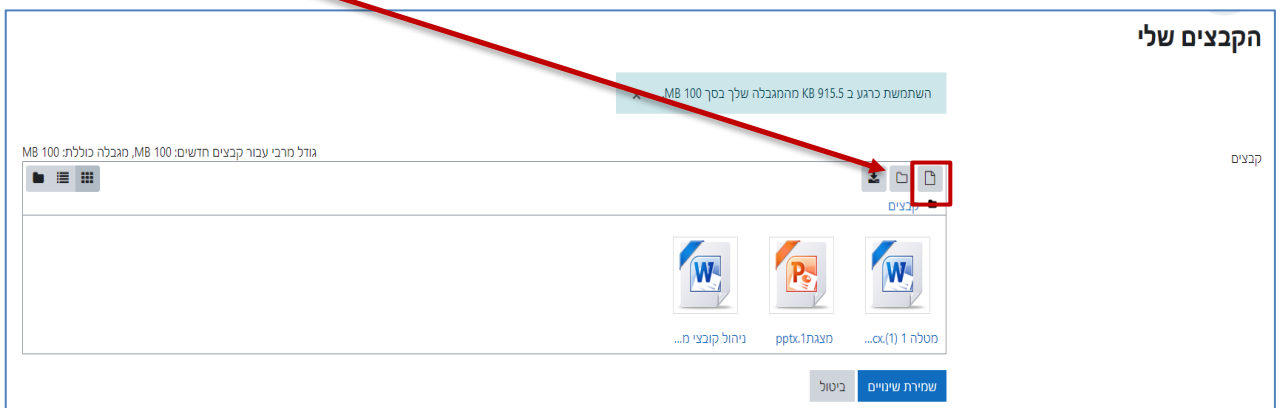 הקבצים שלי
השתמשת כרגע ב 915.5 KB מהמגבלה שלך בסך 100 MB.
קבצים
גודל מרבי עבור קבצים חדשים: 100 MB, מגבלה כוללת: 100 MB
קבצים
מטלה 1 (1).cx...
מצגת1.pptx
ניהול קובצי מ...
שמירת שינויים
ביטול